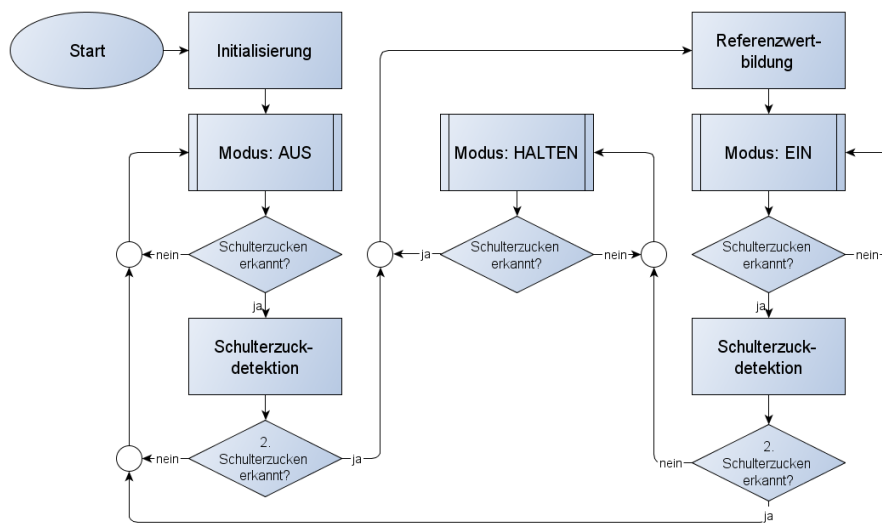 Start
Initialisierung
Referenzwert-
bildung
Modus: AUS
Modus: HALTEN
Modus: EIN
Schulterzucken
erkannt?
nein
ja
Schulterzucken
erkannt?
ja
nein
Schulterzucken
erkannt?
nein
ja
Schulterzuck-
detektion
Schulterzuck-
detektion
2.
Schulterzucken
erkannt?
nein
ja
2.
Schulterzucken
erkannt?
nein
ja